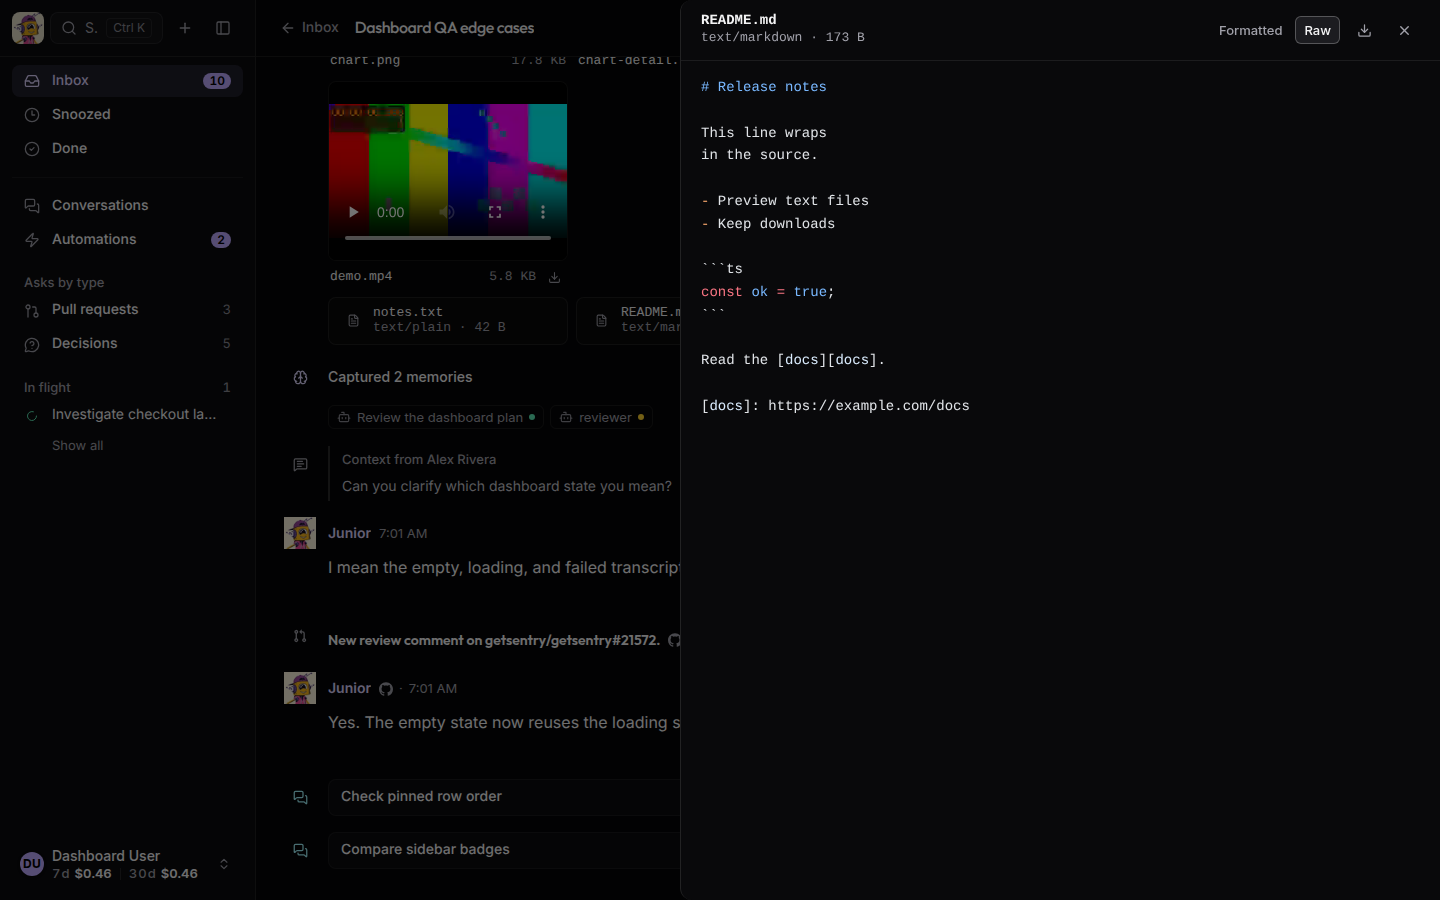 S. Ctrl K
Inbox 10
Snoozed
Done
Conversations
Automations 2
Asks by type
Pull requests 3
Decisions 5
In flight 1
Investigate checkout la...
Show all
DU Dashboard User
7d $0.46 30d $0.46
Inbox Dashboard QA edge cases
chart.png 17.8 KB chart-detail.
0:00
demo.mp4 5.8 KB
notes.txt
text/plain · 42 B
README.m
text/mar
Captured 2 memories
Review the dashboard plan reviewer
Context from Alex Rivera
Can you clarify which dashboard state you mean?
Junior 7:01 AM
I mean the empty, loading, and failed transcrip
New review comment on getsentry/getsentry#21572.
Junior · 7:01 AM
Yes. The empty state now reuses the loading s
Check pinned row order
Compare sidebar badges
README.md
text/markdown · 173 B
Formatted Raw
# Release notes
This line wraps
in the source.
- Preview text files
- Keep downloads
```ts
const ok = true;
```
Read the [docs][docs].
[docs]: https://example.com/docs